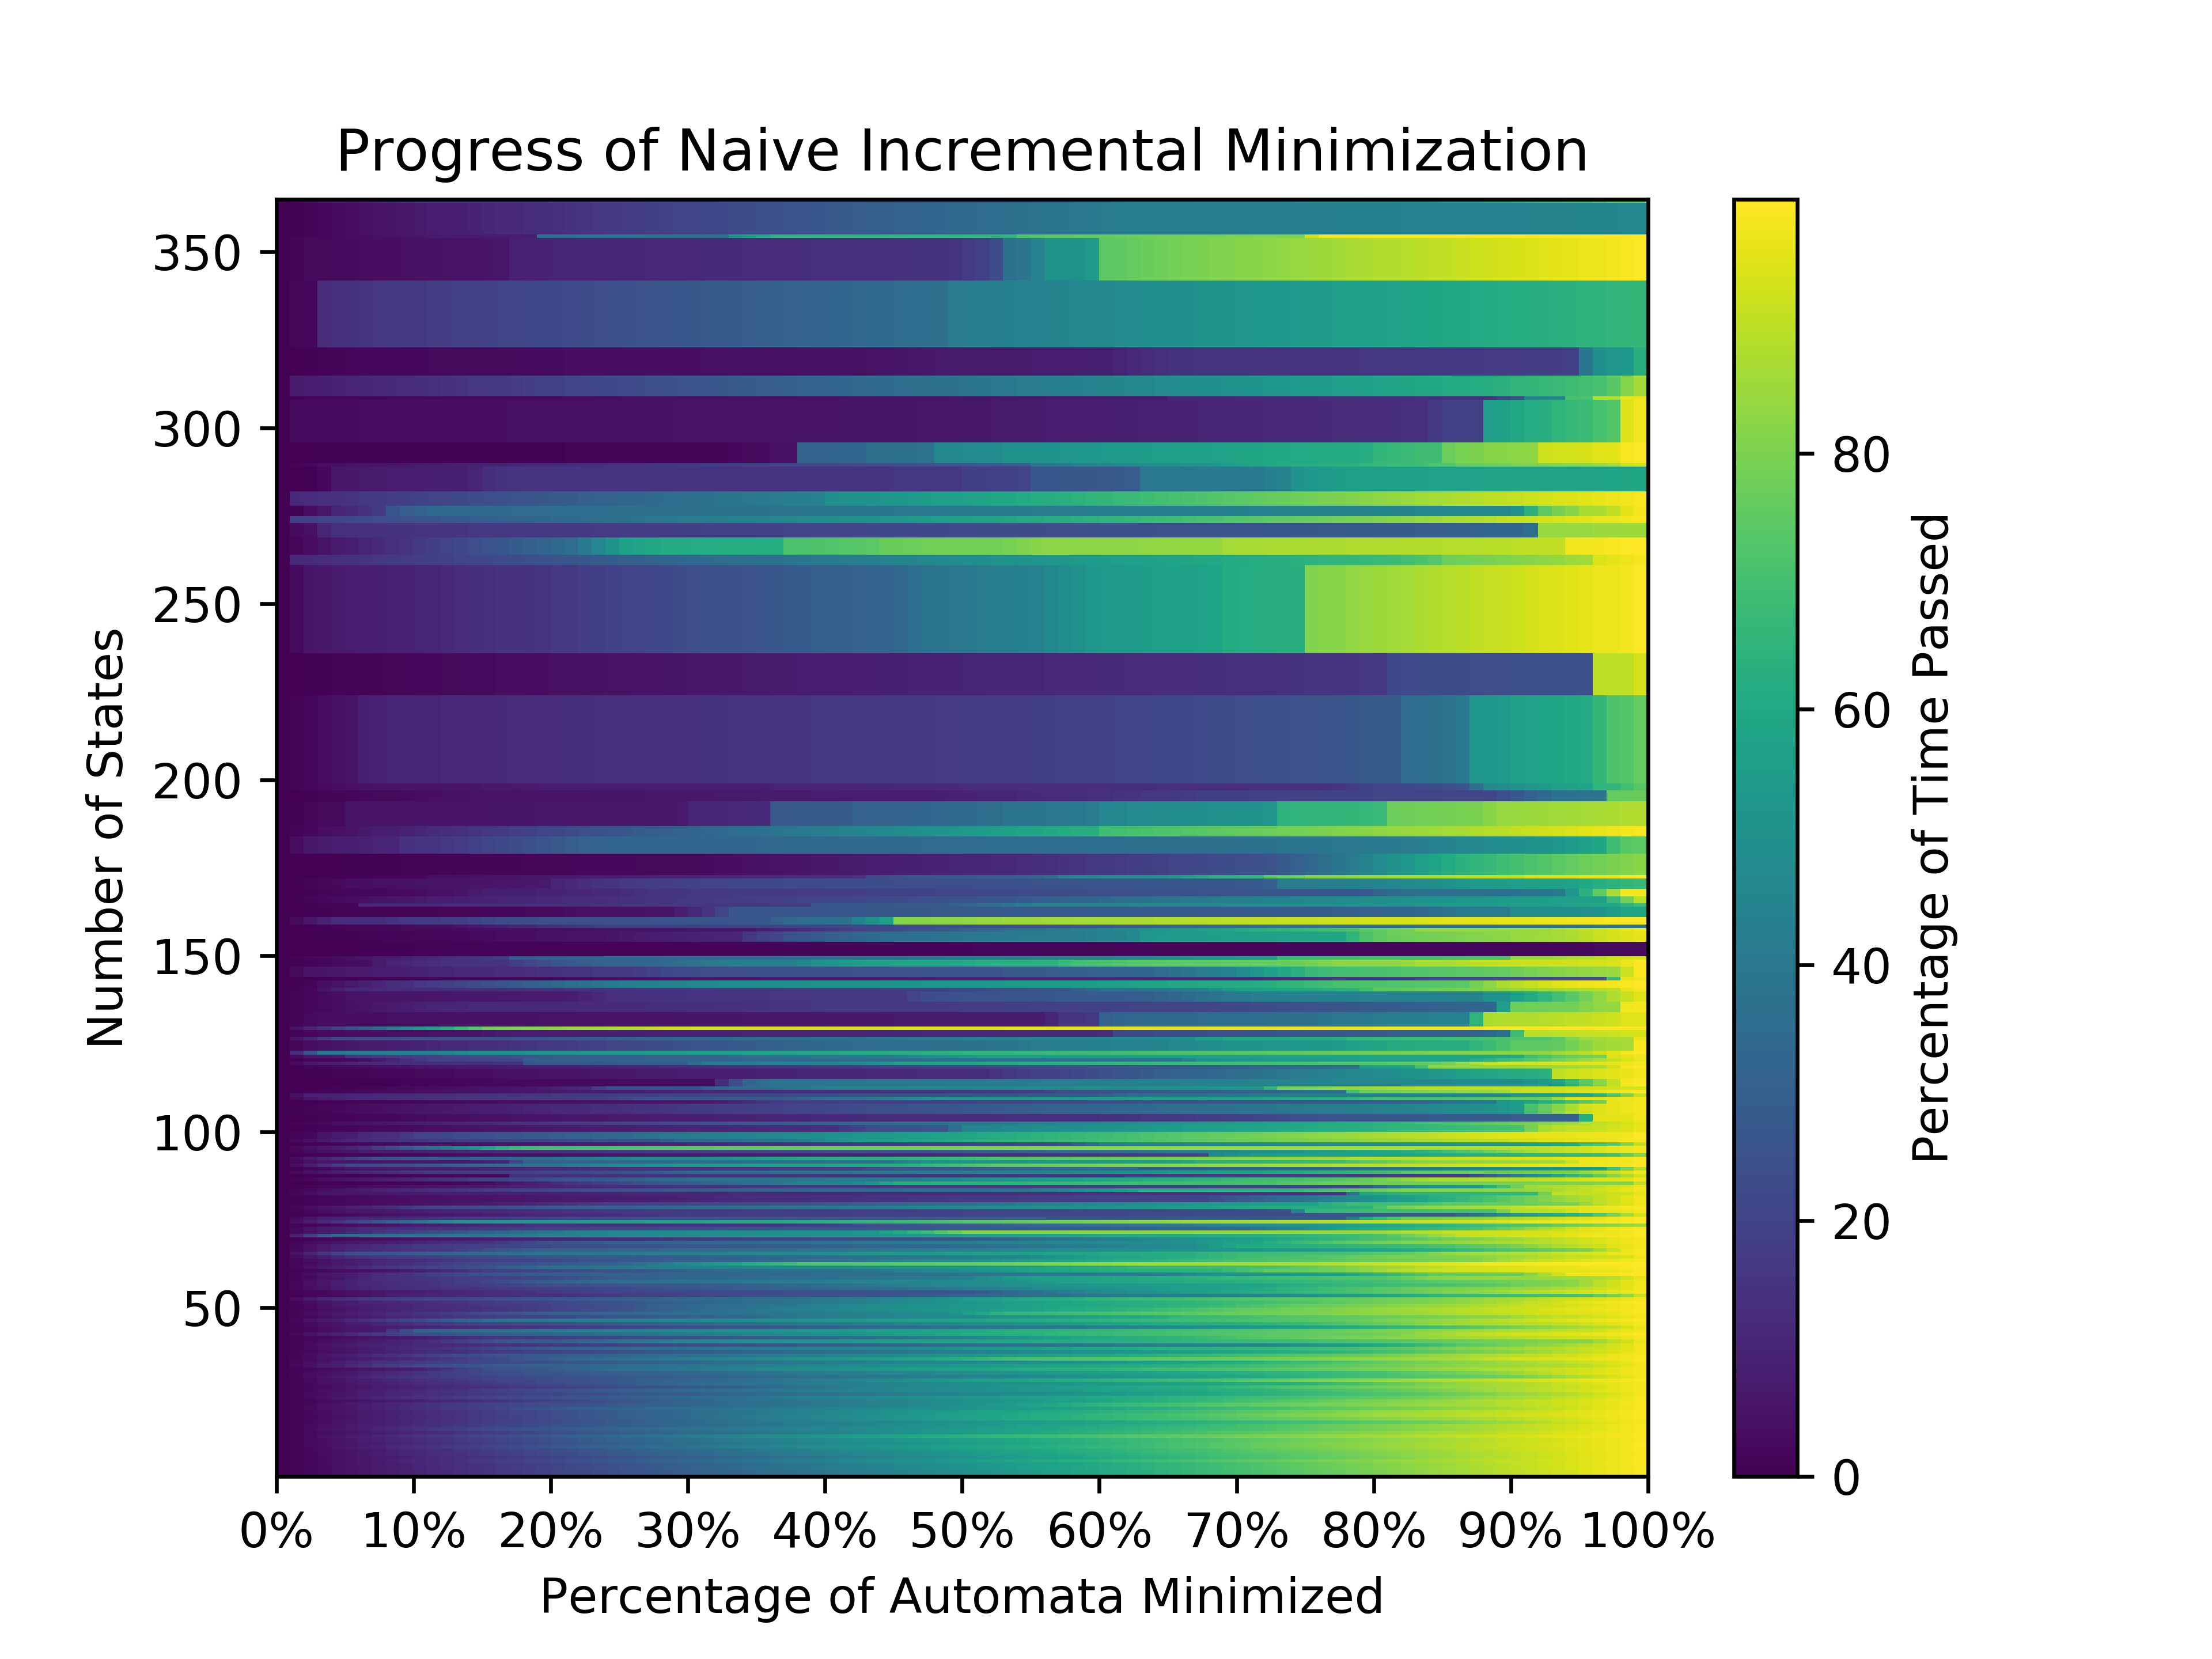 Progress of Naive Incremental Minimization
Number of States
350
300
250
200
150
100
50
0% 10% 20% 30% 40% 50% 60% 70% 80% 90% 100%
Percentage of Automata Minimized
80
60
40
20
0
Percentage of Time Passed